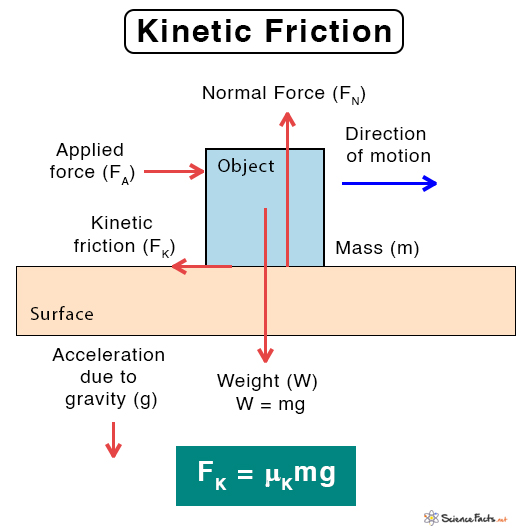 Kinetic Friction
Normal Force (FN)
Direction
of motion
Applied
force (FA)
Object
Kinetic
friction (FK)
Mass (m)
Surface
Acceleration
due to
gravity (g)
Weight (W)
W = mg
FK = μKmg
ScienceFacts.net